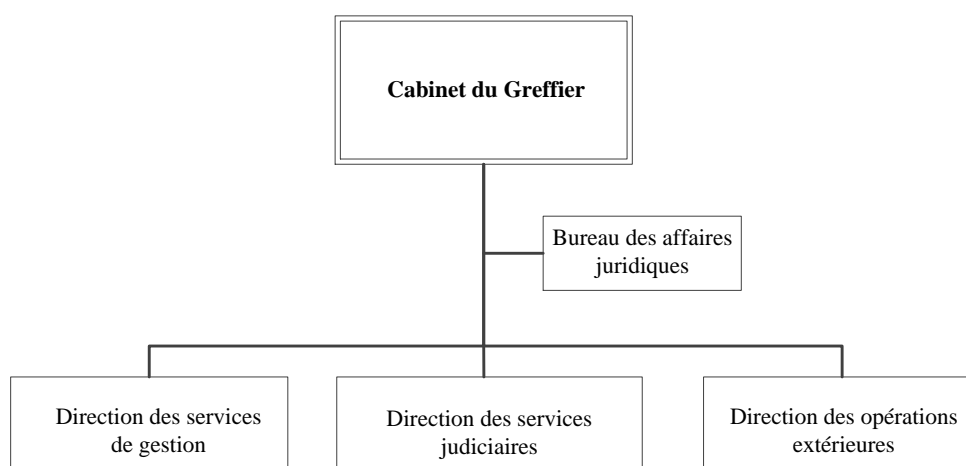 Cabinet du Greffier
Bureau des affaires
juridiques
Direction des services
de gestion
Direction des services
judiciaires
Direction des opérations
extérieures